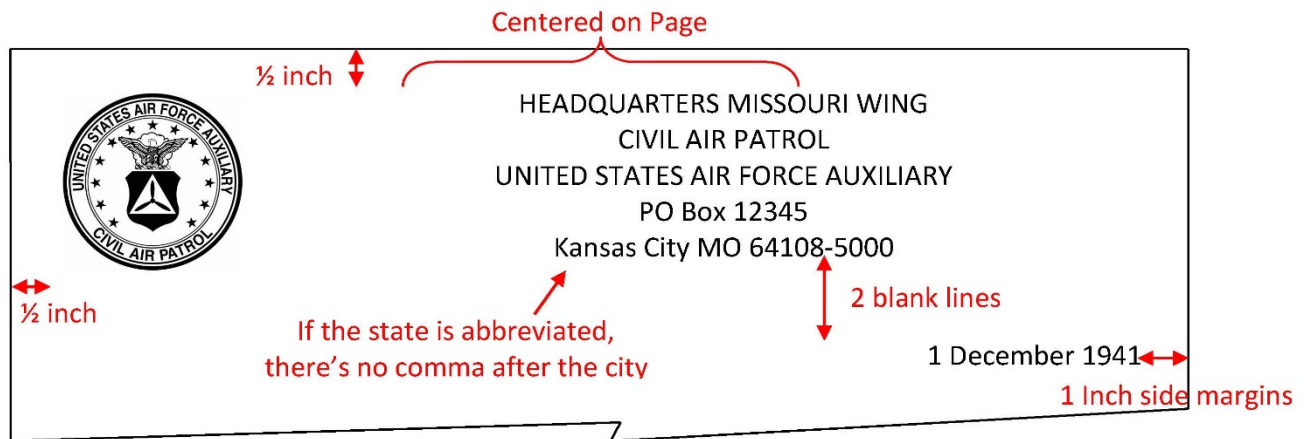 Centered on Page
½ inch
HEADQUARTERS MISSOURI WING
CIVIL AIR PATROL
UNITED STATES AIR FORCE AUXILIARY
PO Box 12345
Kansas City MO 64108-5000
UNITED STATES AIR FORCE AUXILIARY
CIVIL AIR PATROL
½ inch
2 blank lines
If the state is abbreviated,
there's no comma after the city
1 December 1941
1 Inch side margins